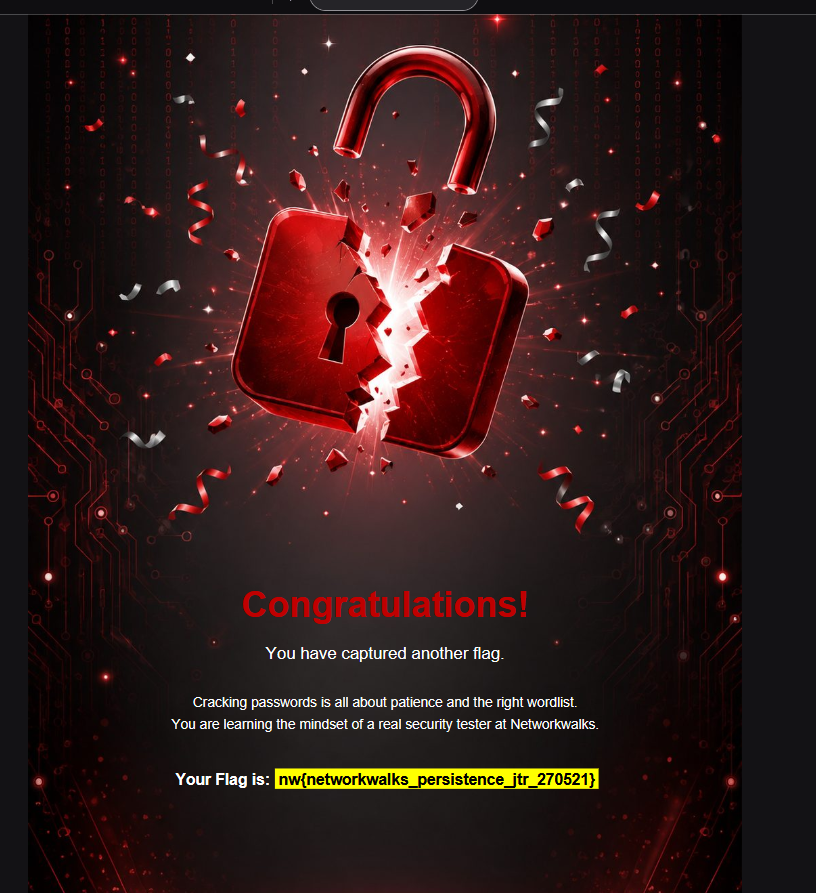 Congratulations!
You have captured another flag.
Cracking passwords is all about patience and the right wordlist.
You are learning the mindset of a real security tester at Networkwalks.
Your Flag is: nw{networkwalks_persistence_jtr_270521}